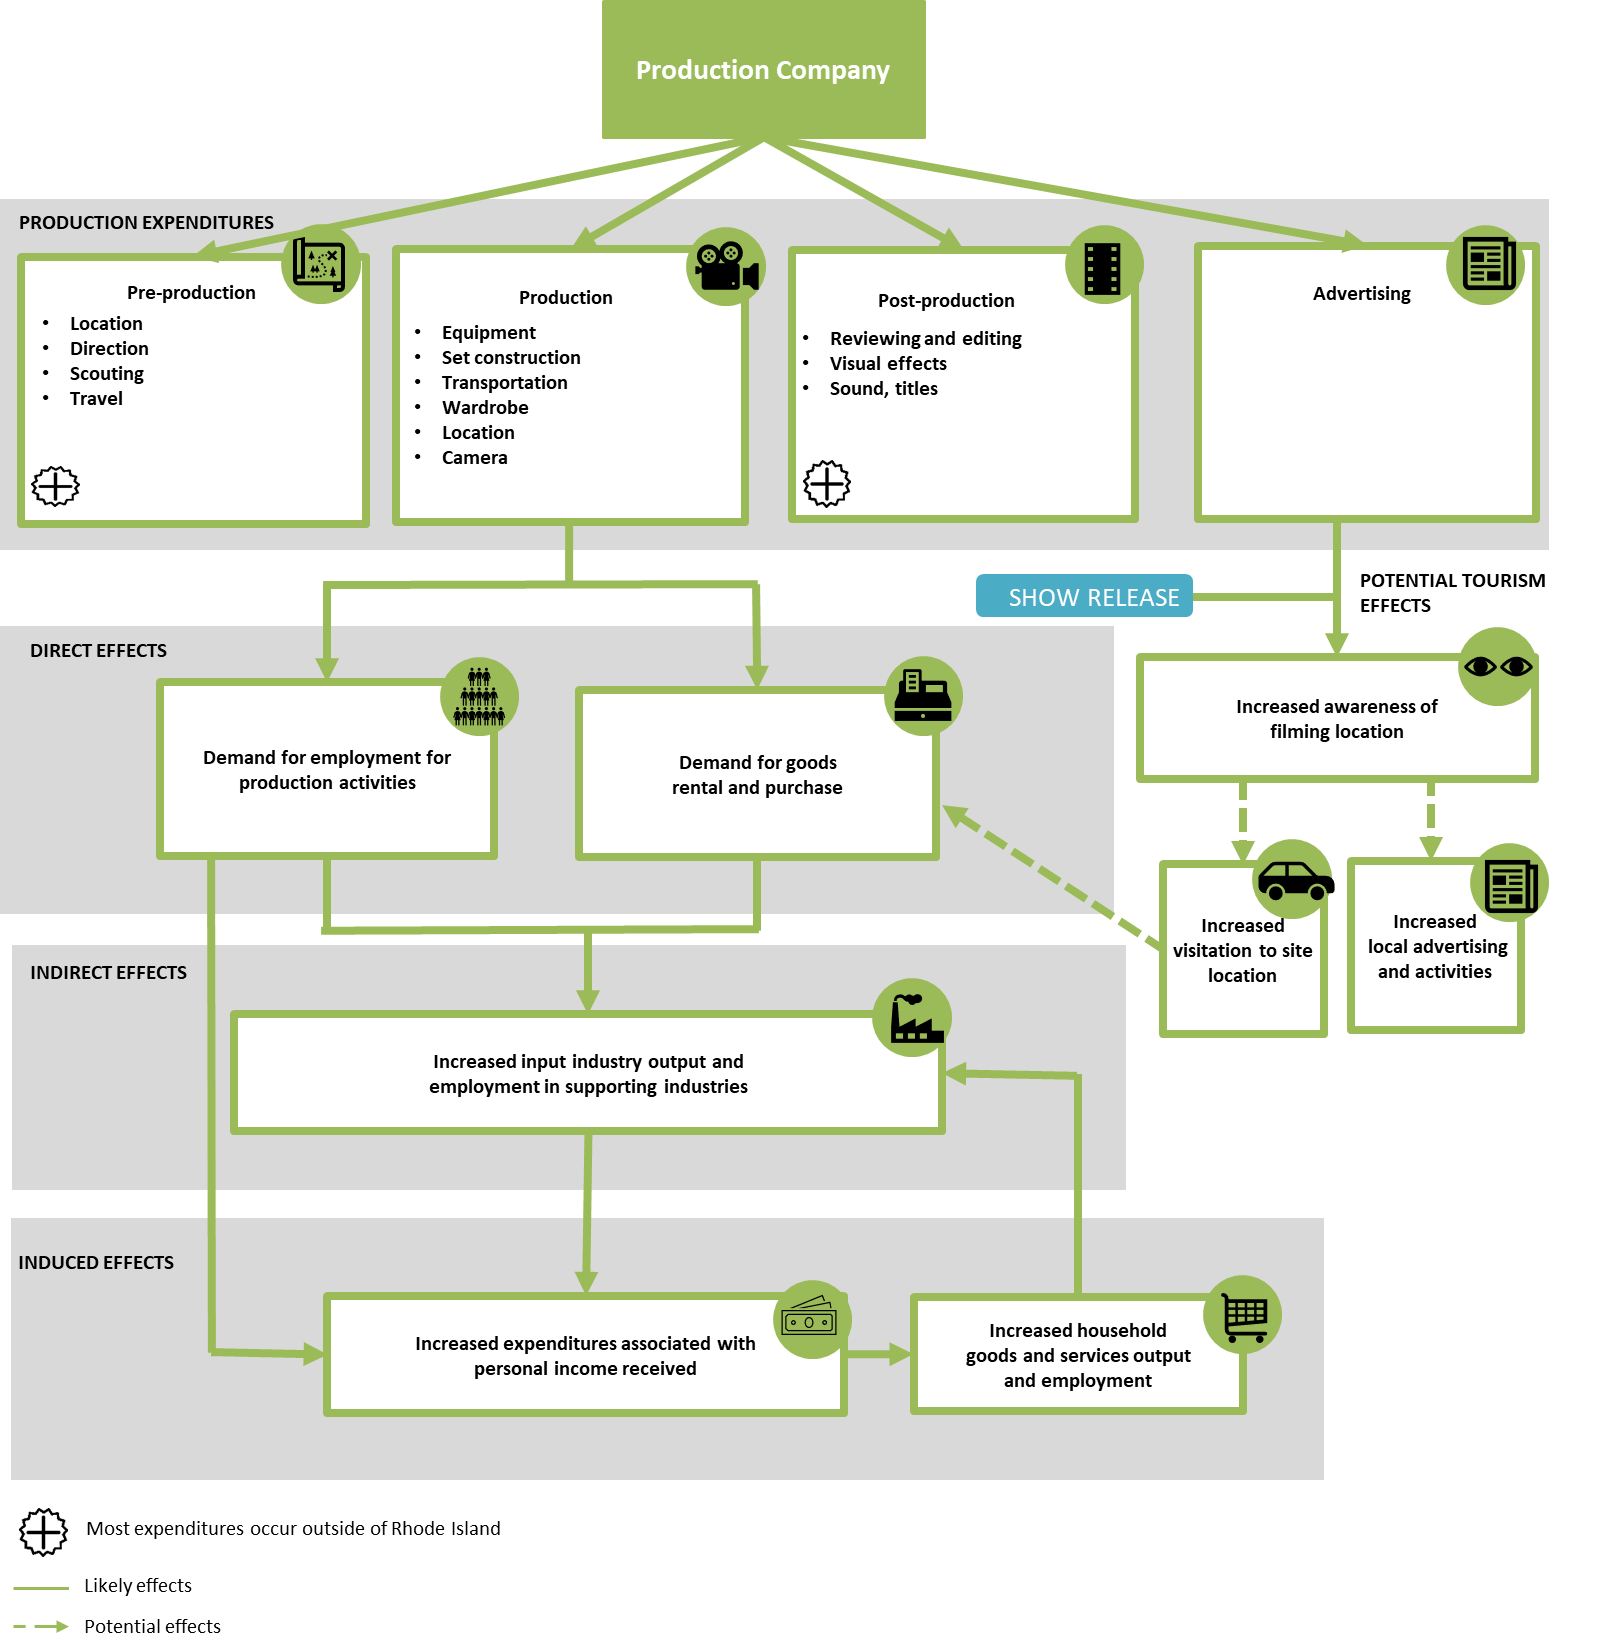 Production Company
PRODUCTION EXPENDITURES
Pre-production
• Location
• Direction
• Scouting
• Travel
Production
• Equipment
• Set construction
• Transportation
• Wardrobe
• Location
• Camera
Post-production
• Reviewing and editing
• Visual effects
• Sound, titles
Advertising
SHOW RELEASE
POTENTIAL TOURISM
EFFECTS
DIRECT EFFECTS
Demand for employment for
production activities
Demand for goods
rental and purchase
Increased awareness of
filming location
Increased
visitation to site
location
Increased
local advertising
and activities
INDIRECT EFFECTS
Increased input industry output and
employment in supporting industries
INDUCED EFFECTS
Increased expenditures associated with
personal income received
Increased household
goods and services output
and employment
Most expenditures occur outside of Rhode Island
Likely effects
Potential effects